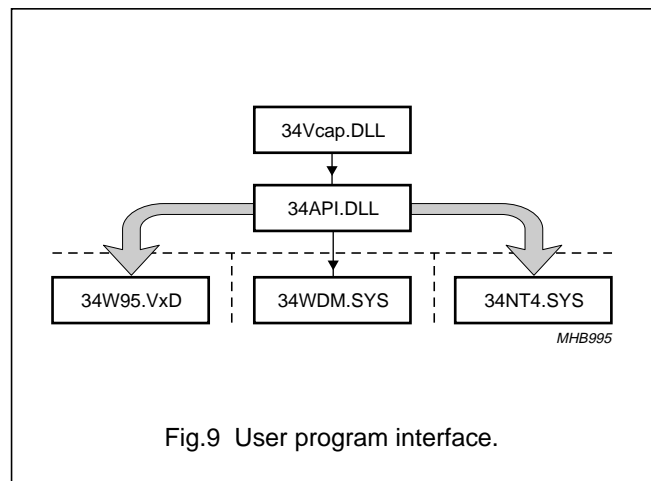 34Vcap.DLL
34API.DLL
34W95.VxD
34WDM.SYS
34NT4.SYS
MHB995
Fig.9 User program interface.